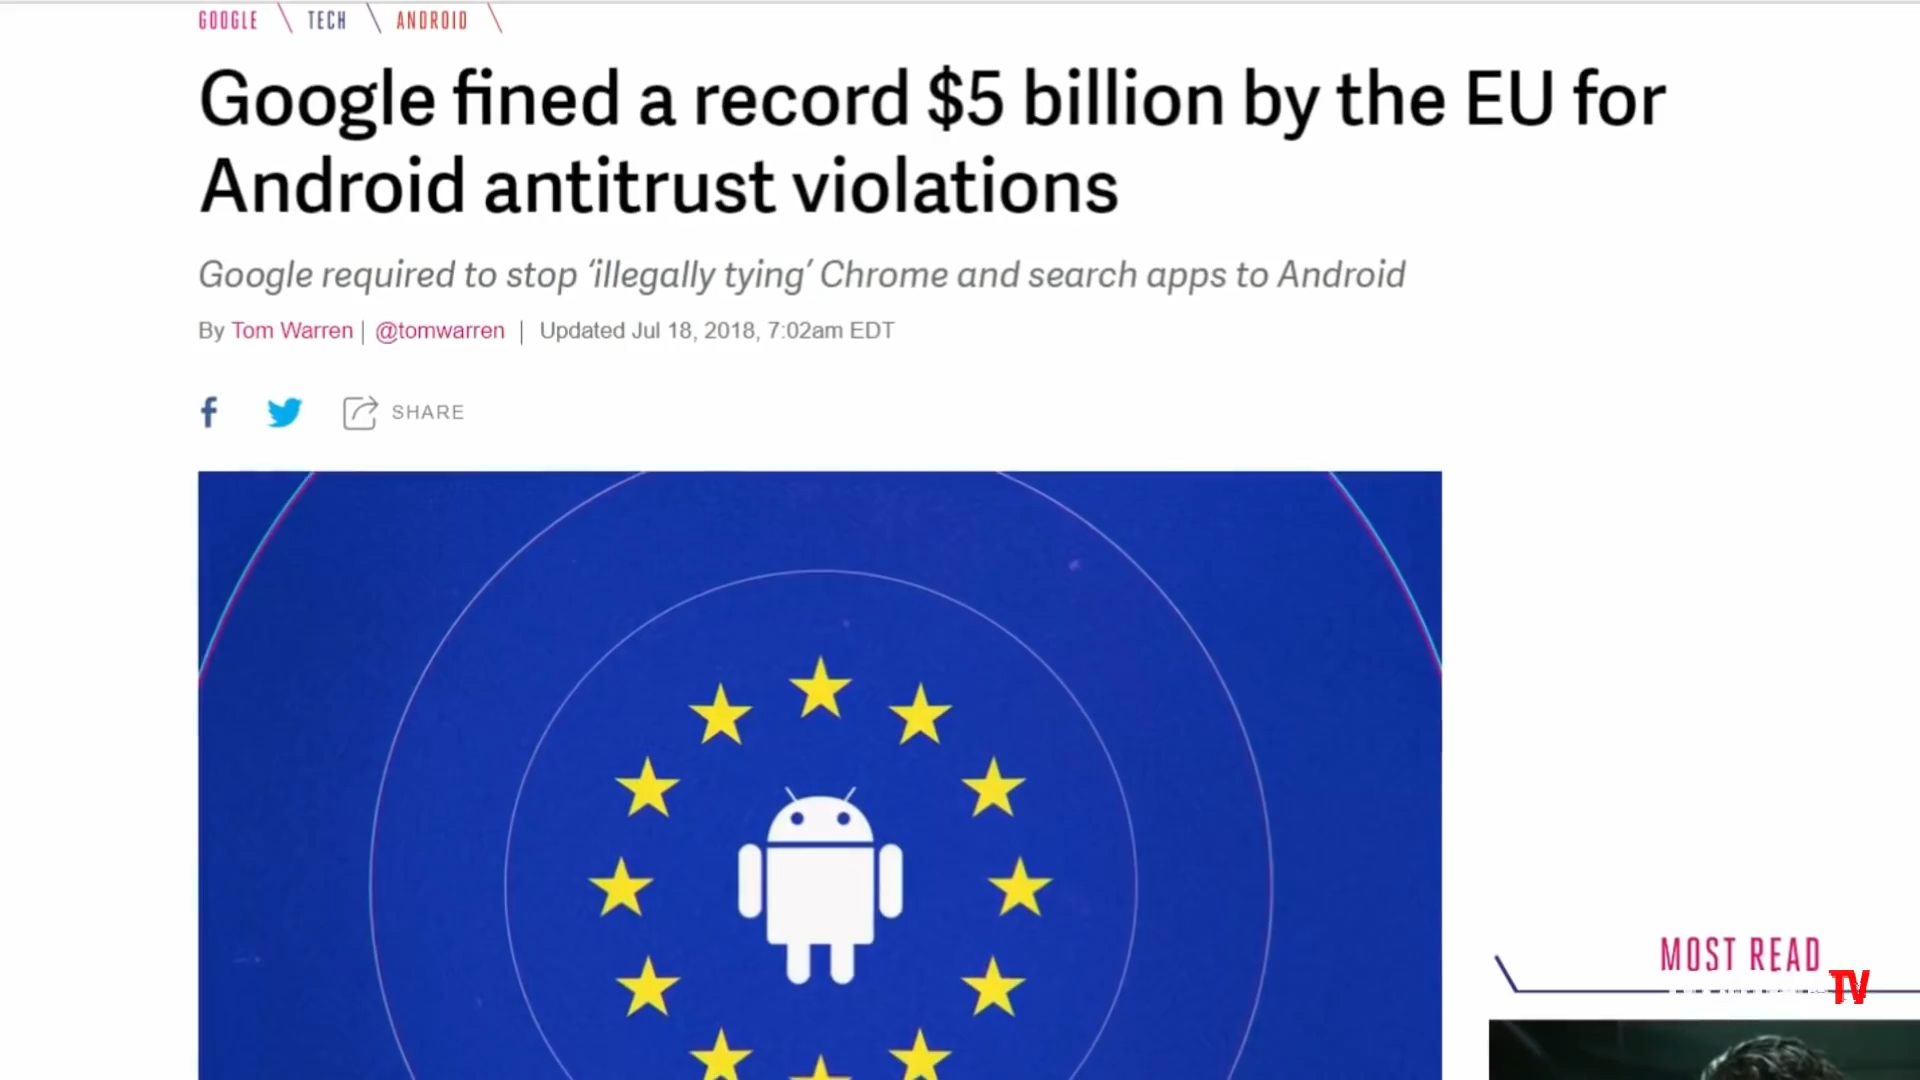 GOOGLE TECH ANDROID
Google fined a record $5 billion by the EU for
Android antitrust violations
Google required to stop ‘illegally tying’ Chrome and search apps to Android
By Tom Warren | @tomwarren | Updated Jul 18, 2018, 7:02am EDT
SHARE
MOST READ
TV